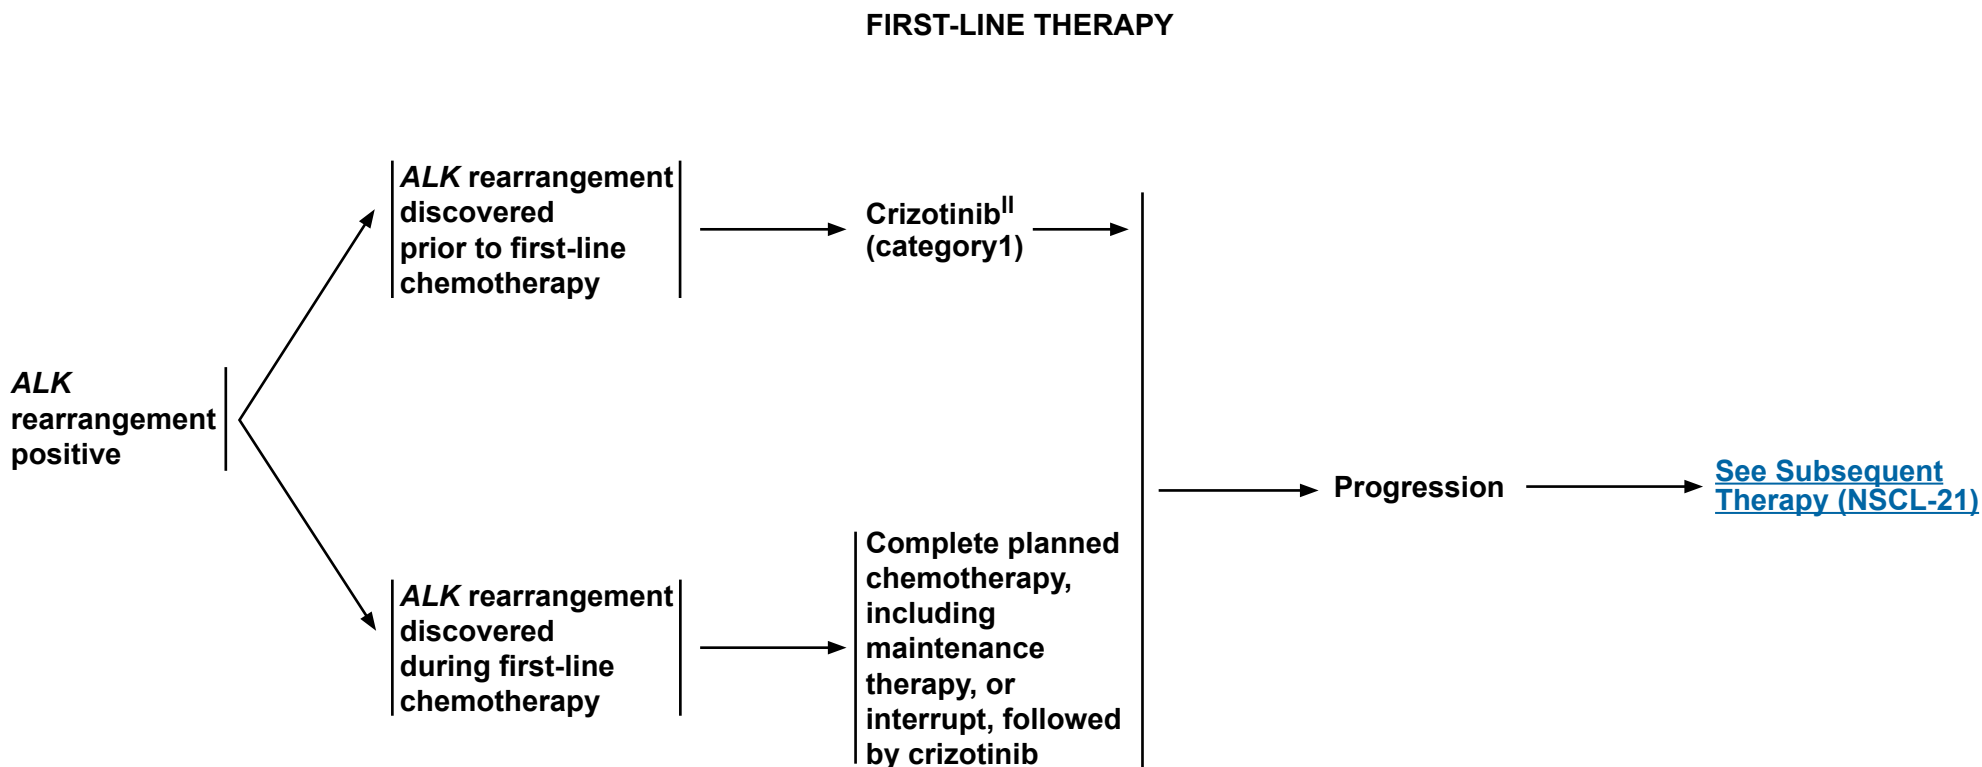 FIRST-LINE THERAPY
ALK rearrangement
discovered
prior to first-line
chemotherapy
Crizotinib^ll
(category1)
ALK
rearrangement
positive
ALK rearrangement
discovered
during first-line
chemotherapy
Complete planned
chemotherapy,
including
maintenance
therapy, or
interrupt, followed
by crizotinib
Progression
See Subsequent
Therapy (NSCL-21)